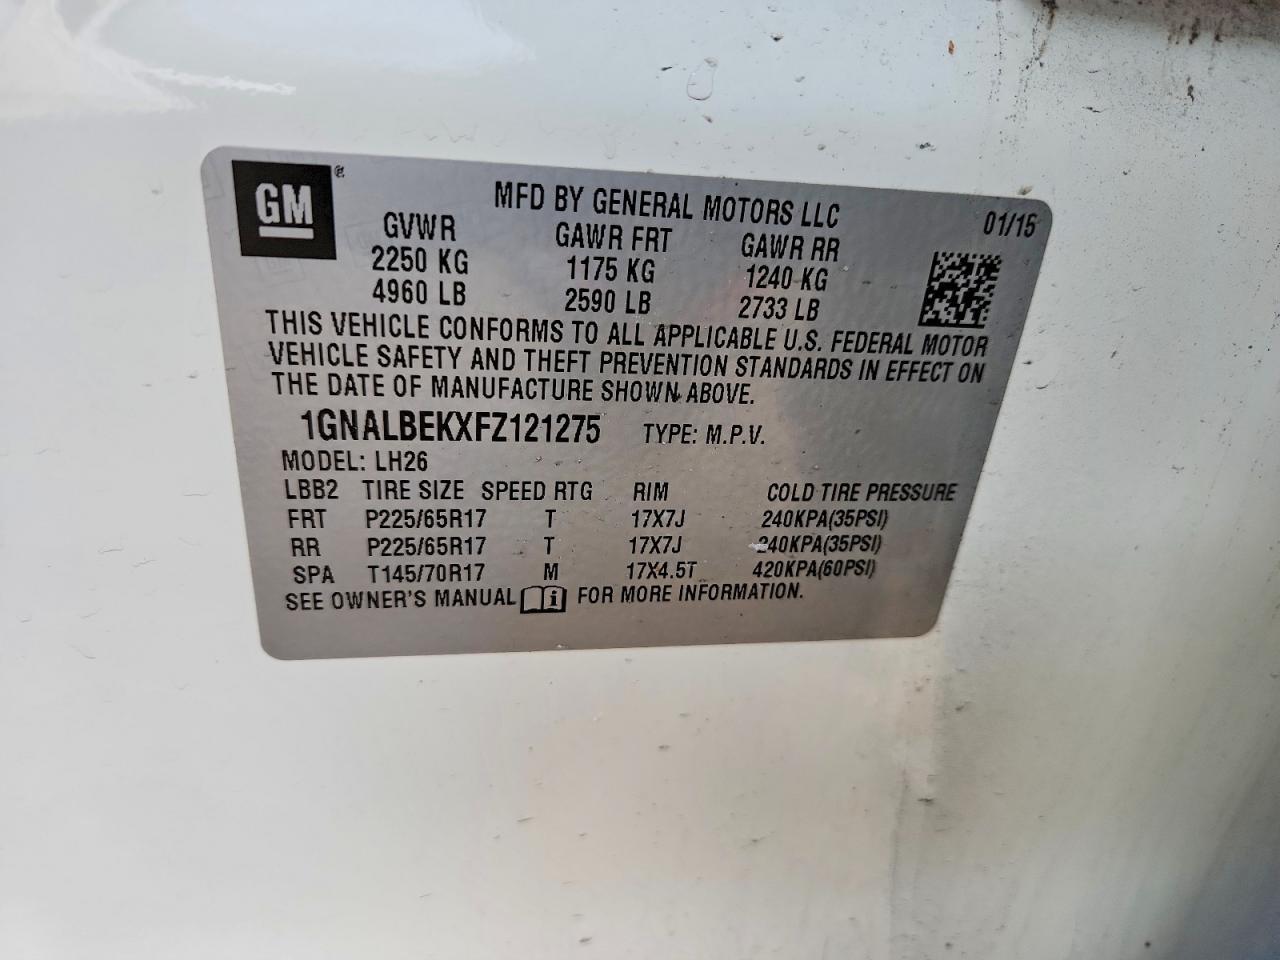 GM ® MFD BY GENERAL MOTORS LLC 01/15
GVWR GAWR FRT GAWR RR
2250 KG 1175 KG 1240 KG
4960 LB 2590 LB 2733 LB
THIS VEHICLE CONFORMS TO ALL APPLICABLE U.S. FEDERAL MOTOR
VEHICLE SAFETY AND THEFT PREVENTION STANDARDS IN EFFECT ON
THE DATE OF MANUFACTURE SHOWN ABOVE.
1GNALBEKXFZ121275 TYPE: M.P.V.
MODEL: LH26
LBB2 TIRE SIZE SPEED RTG RIM COLD TIRE PRESSURE
FRT P225/65R17 T 17X7J 240KPA(35PSI)
RR P225/65R17 T 17X7J 240KPA(35PSI)
SPA T145/70R17 M 17X4.5T 420KPA(60PSI)
SEE OWNER'S MANUAL i FOR MORE INFORMATION.